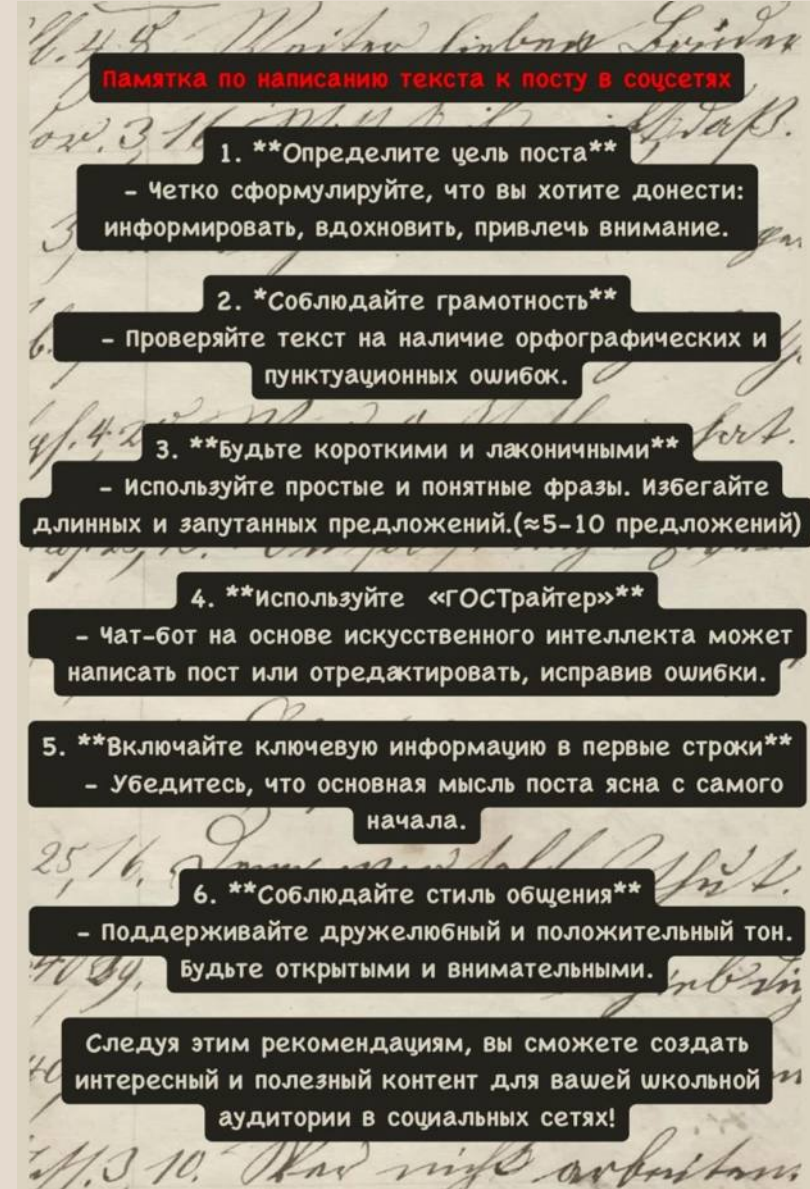 Памятка по написанию текста к посту в соцсетях
1. **Определите цель поста**
- Четко сформулируйте, что вы хотите донести:
информировать, вдохновить, привлечь внимание.
2. *Соблюдайте грамотность**
- Проверяйте текст на наличие орфографических и
пунктуационных ошибок.
3. **Будьте короткими и лаконичными**
- Используйте простые и понятные фразы. Избегайте
длинных и запутанных предложений.(≈5-10 предложений)
4. **Используйте «ГОСТрайтер»**
- Чат-бот на основе искусственного интеллекта может
написать пост или отредактировать, исправив ошибки.
5. **Включайте ключевую информацию в первые строки**
- Убедитесь, что основная мысль поста ясна с самого
начала.
25,16.
6. **Соблюдайте стиль общения**
- Поддерживайте дружелюбный и положительный тон.
Будьте открытыми и внимательными.
Следуя этим рекомендациям, вы сможете создать
интересный и полезный контент для вашей школьной
аудитории в социальных сетях!